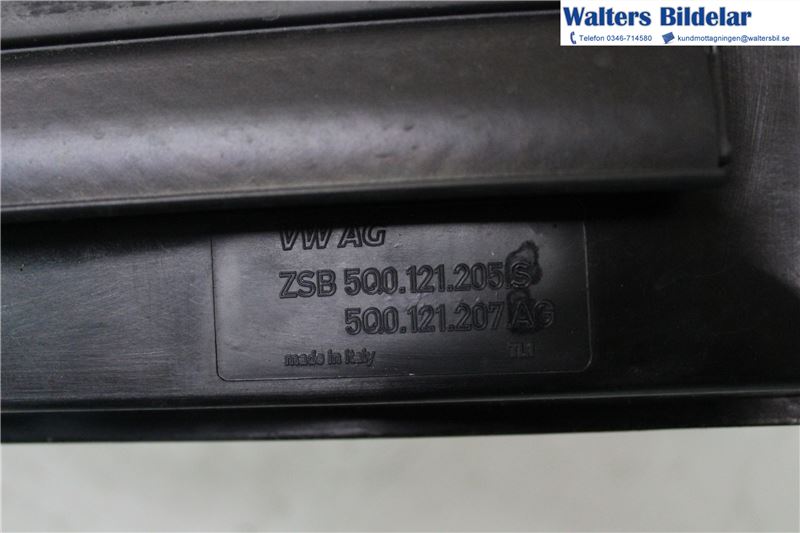 Walters Bildelar
Telefon 0346-714580 kundmottagningen@waltersbil.se
VW AG
ZSB 5Q0.121.205 S
5Q0.121.207 AG
made in Italy TL1